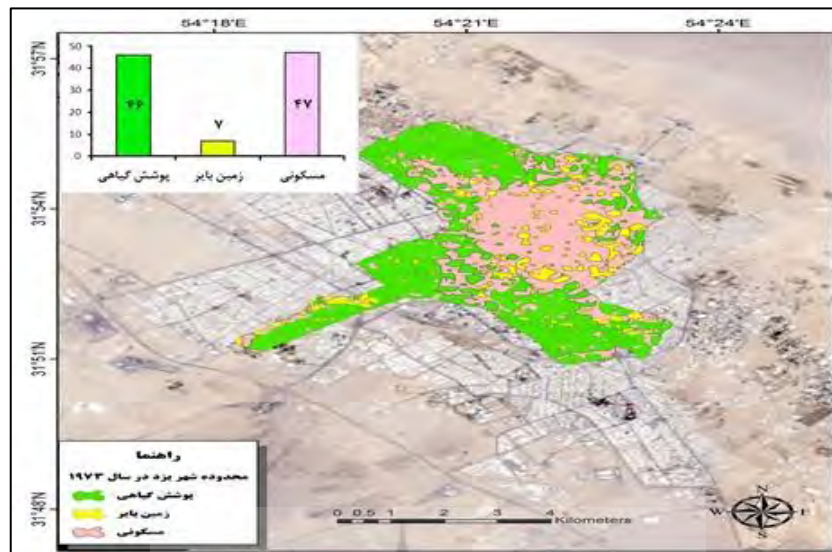 54°18'E 54°21'E 54°24'E
31°57'N
31°54'N
31°51'N
31°48'N
50
40
30
20
10
0
۴۶
۷
۴۷
پوشش گیاهی
زمین بایر
مسکونی
راهنما
محدوده شهر یزد در سال ۱۹۷۳
پوشش گیاهی
زمین بایر
مسکونی
0 0.5 1 2 3 4
Kilometers
N
W
E
S